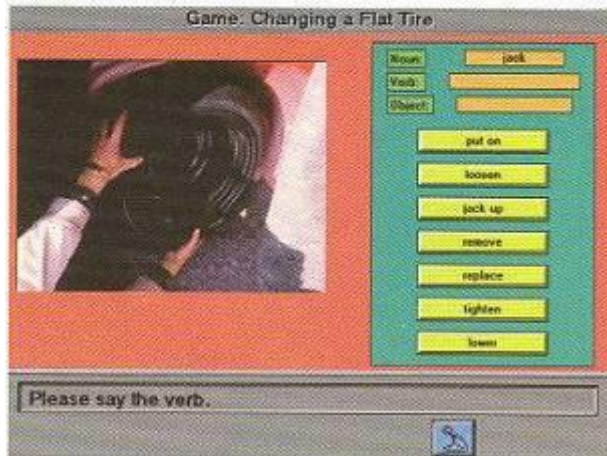 Game: Changing a Flat Tire
Noun: jack
Verb:
Object:
put on
loosen
jack up
remove
replace
tighten
lower
Please say the verb.